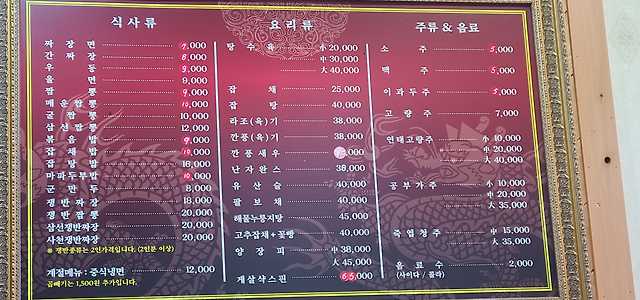 식사류
짜장면 7,000
간짜장 8,000
우동 9,000
울면 9,000
짬뽕 9,000
매운짬뽕 10,000
굴짬뽕 10,000
삼선짬뽕 12,000
볶음밥 9,000
잡채밥 10,000
잡탕밥 16,000
마파두부밥 10,000
군만두 8,000
쟁반짜장 18,000
쟁반짬뽕 20,000
삼선쟁반짜장 20,000
사천쟁반짜장 20,000
※ 쟁반종류는 2인가격입니다. (2인분 이상)
계절메뉴 : 중식냉면 12,000
곱빼기는 1,500원 추가입니다.
요리류
탕수육 小 20,000
中 30,000
大 40,000
잡채 25,000
잡탕 40,000
라조(육)기 38,000
깐풍(육)기 38,000
깐풍새우 ,000
난자완스 38,000
유산슬 40,000
팔보채 40,000
해물누룽지탕 45,000
고추잡채+꽃빵 40,000
양장피 中 38,000
大 45,000
게살샥스핀 65,000
주류 & 음료
소주 5,000
맥주 5,000
이과두주 5,000
고량주 7,000
연태고량주 小 10,000
中 20,000
大 40,000
공부가주 小 10,000
中 20,000
大 35,000
죽엽청주 中 15,000
大 35,000
음료수 2,000
(사이다 / 콜라)